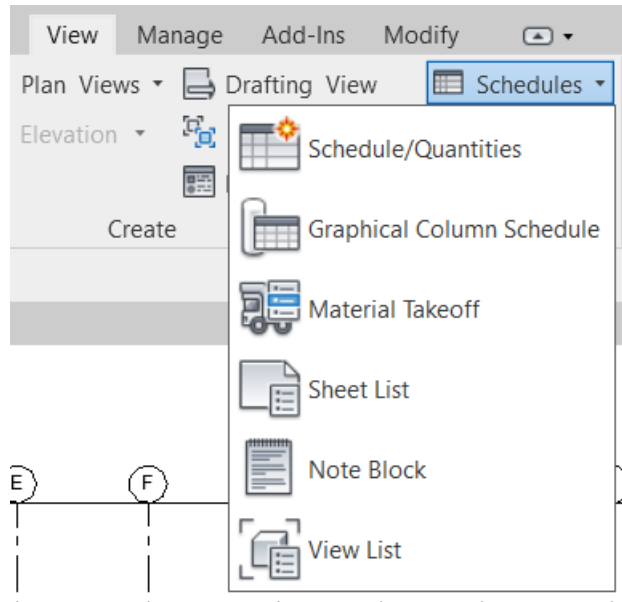 View Manage Add-Ins Modify
Plan Views Drafting View Schedules
Elevation
Schedule/Quantities
Create
Graphical Column Schedule
Material Takeoff
Sheet List
E F
Note Block
View List